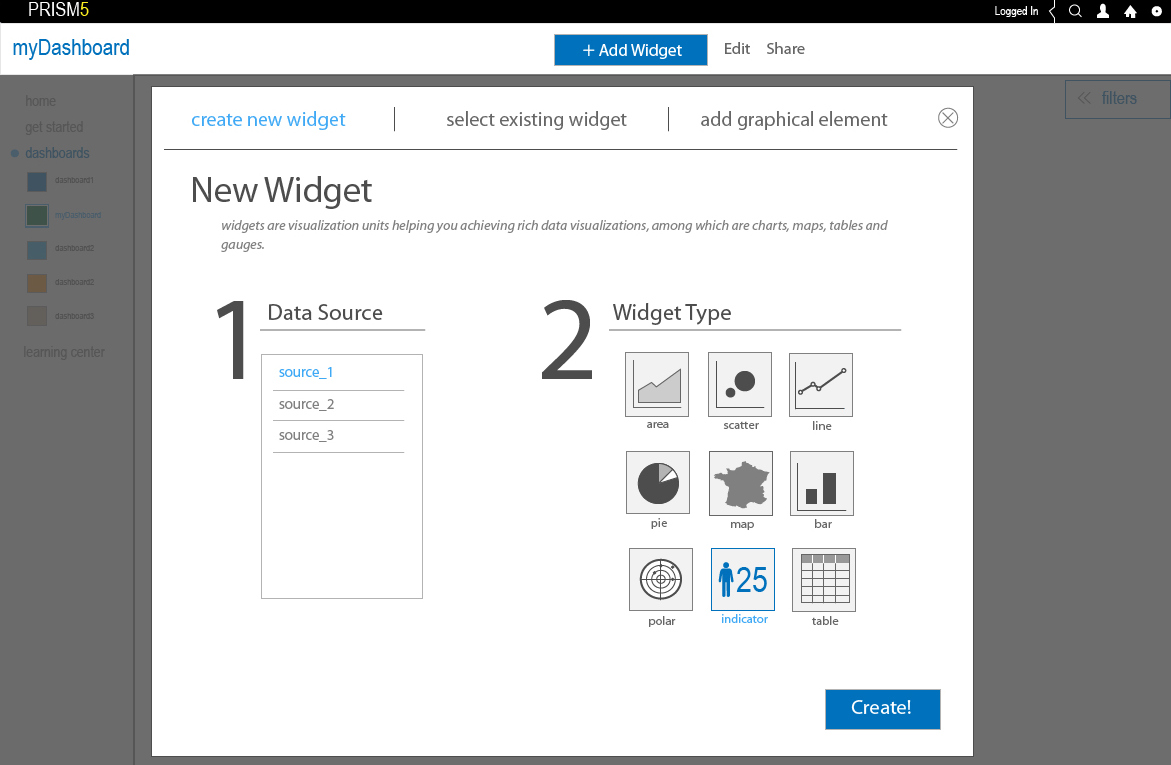 PRISM5
Logged In
myDashboard
+ Add Widget
Edit
Share
home
get started
dashboards
dashboard1
myDashboard
dashboard2
dashboard2
dashboard3
learning center
filters
create new widget
select existing widget
add graphical element
New Widget
widgets are visualization units helping you achieving rich data visualizations, among which are charts, maps, tables and
gauges.
1
Data Source
source_1
source_2
source_3
2
Widget Type
area
scatter
line
pie
map
bar
25
polar
indicator
table
Create!